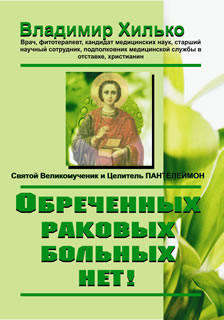 Владимир Хилько
Врач, фитотерапевт, кандидат медицинских наук, старший
научный сотрудник, подполковник медицинской службы в
отставке, христианин
Святой Великомученик и Целитель ПАНТЕЛЕИМОН
ОБРЕЧЕННЫХ
РАКОВЫХ
БОЛЬНЫХ
НЕТ!